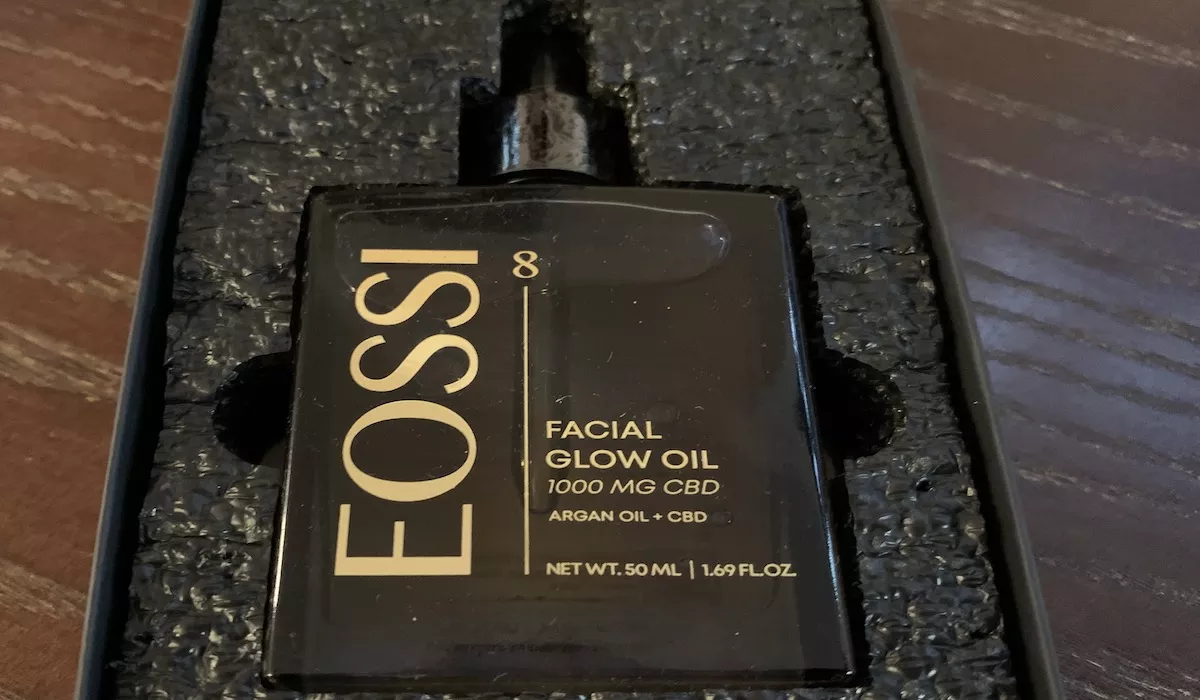 EOSSI
8
FACIAL
GLOW OIL
1000 MG CBD
ARGAN OIL + CBD
NET WT. 50 ML | 1.69 FL.OZ.